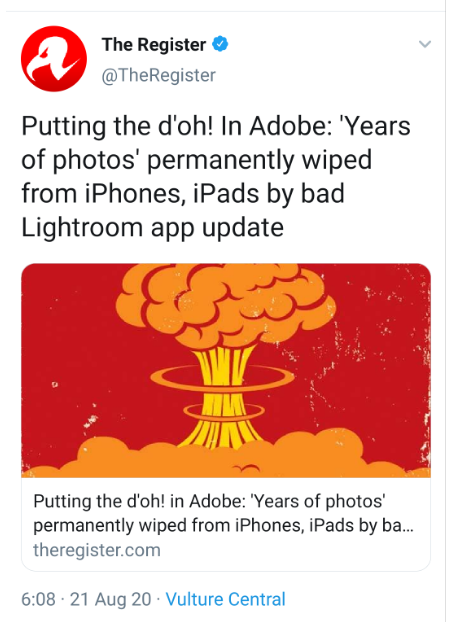 The Register
@TheRegister
Putting the d'oh! In Adobe: 'Years
of photos' permanently wiped
from iPhones, iPads by bad
Lightroom app update
Putting the d'oh! in Adobe: 'Years of photos'
permanently wiped from iPhones, iPads by ba...
theregister.com
6:08 · 21 Aug 20 · Vulture Central